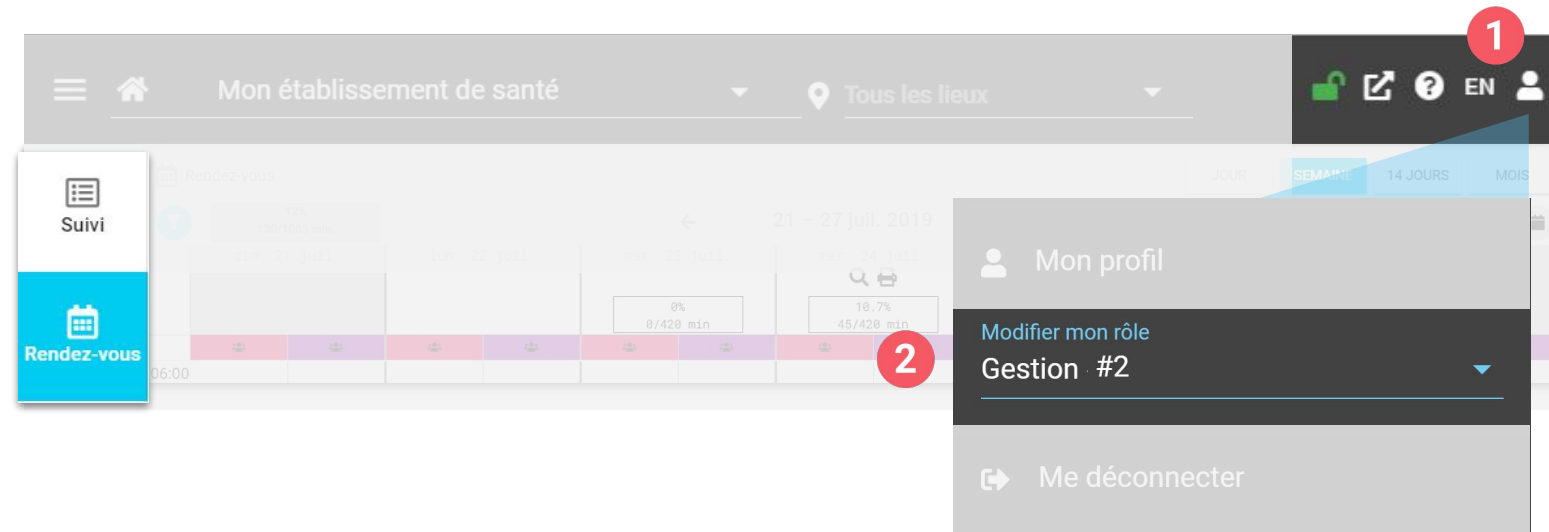 1
Mon établissement de santé
Tous les lieux
EN
Rendez-vous
JOUR
SEMAINE
14 JOURS
MOIS
Suivi
21 – 27 juil. 2019
Mon profil
0%
0/420 min
10.7%
45/420 min
Modifier mon rôle
Rendez-vous
2
Gestion #2
06:00
Me déconnecter